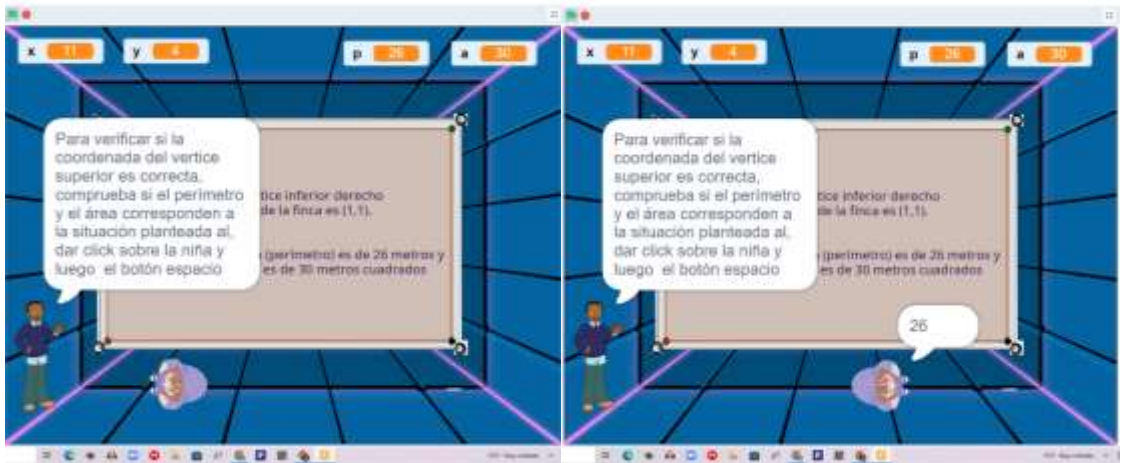 x 11 y 4 p 26 a 30
Para verificar si la
coordenada del vertice
superior es correcta,
comprueba si el perímetro
y el área corresponden a
la situación planteada al,
dar click sobre la niña y
luego el botón espacio
tice inferior derecho
de la finca es (1,1).
(perímetro) es de 26 metros y
es de 30 metros cuadrados
x 11 y 4 p 26 a 30
Para verificar si la
coordenada del vertice
superior es correcta,
comprueba si el perímetro
y el área corresponden a
la situación planteada al,
dar click sobre la niña y
luego el botón espacio
tice inferior derecho
de la finca es (1,1).
(perímetro) es de 26 metros y
es de 30 metros cuadrados
26